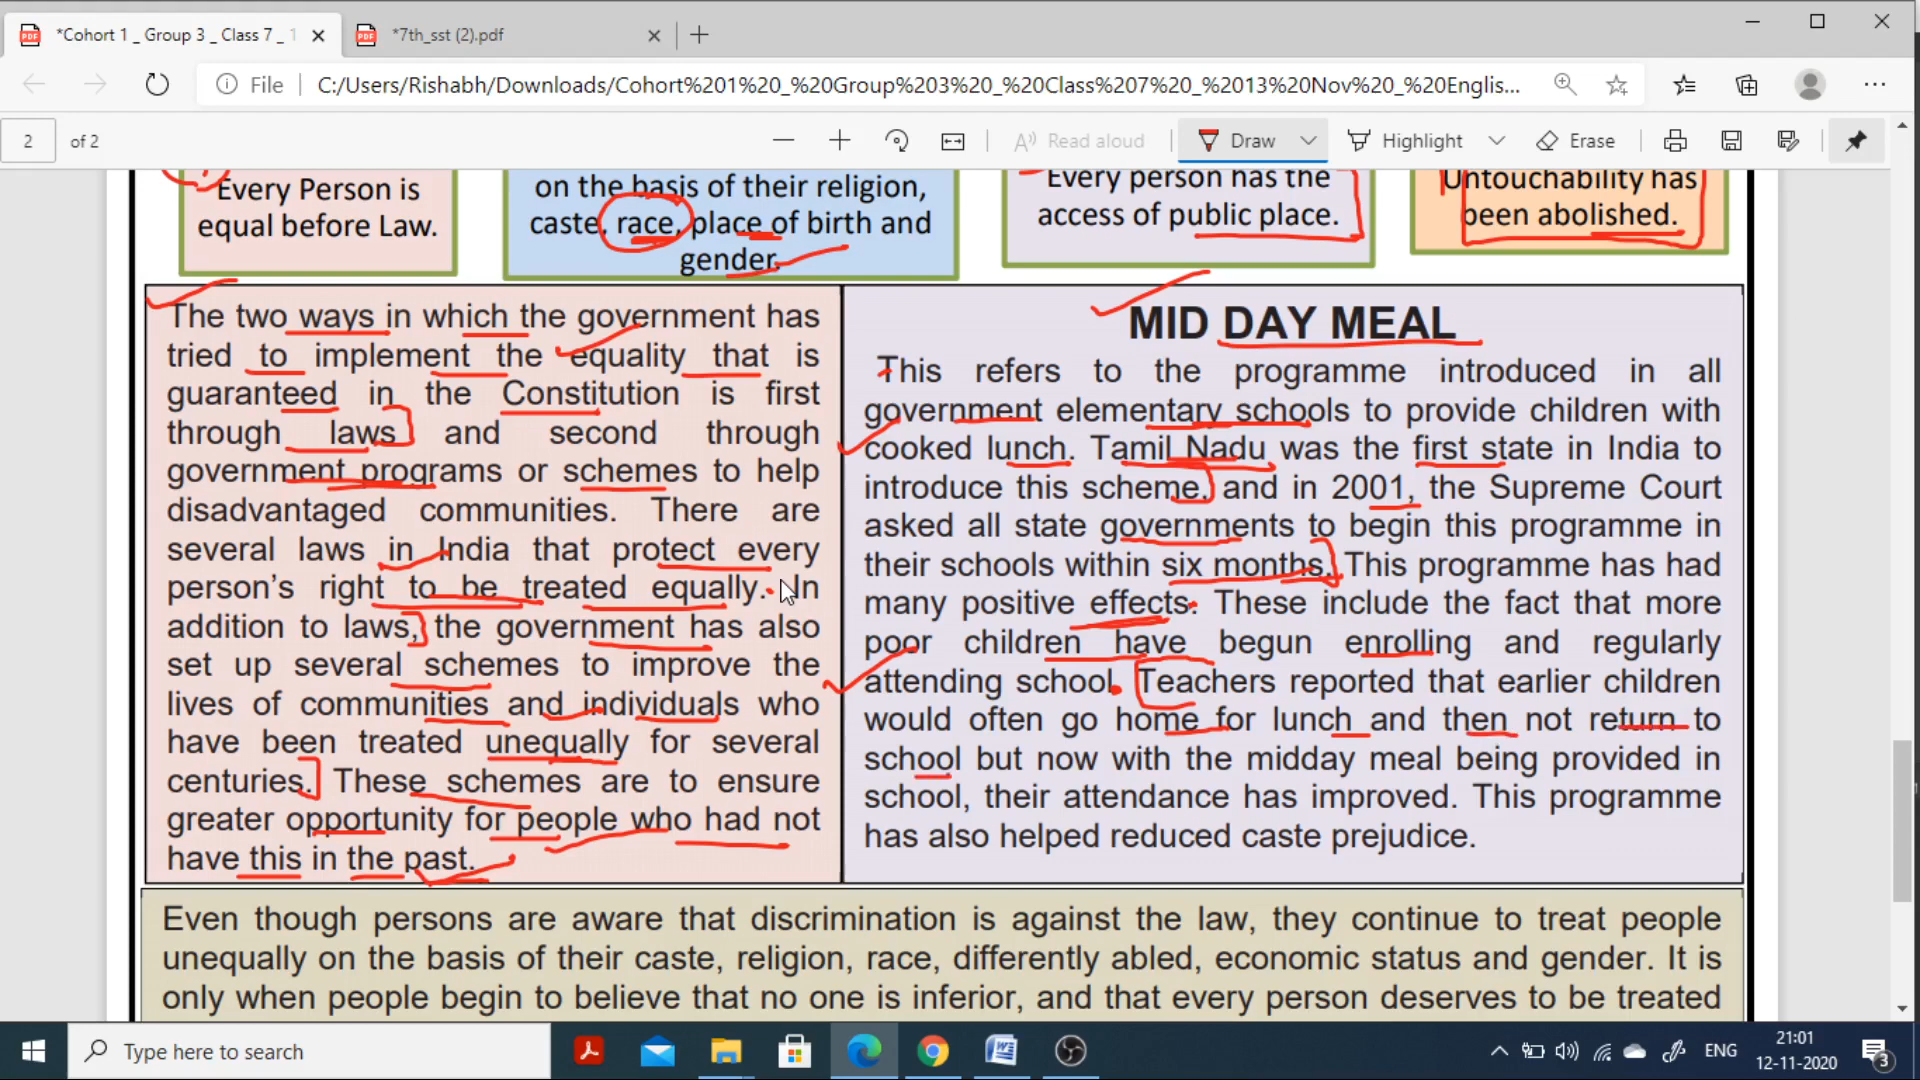 *Cohort 1 _ Group 3 _ Class 7 _ 1
*7th_sst (2).pdf
File
C:/Users/Rishabh/Downloads/Cohort%201%20_%20Group%203%20_%20Class%207%20_%2013%20Nov%20_%20Englis...
2 of 2
Read aloud
Draw
Highlight
Erase
Every Person is
equal before Law.
on the basis of their religion,
caste, race, place of birth and
gender.
Every person has the
access of public place.
Untouchability has
been abolished.
The two ways in which the government has
tried to implement the equality that is
guaranteed in the Constitution is first
through laws and second through
government programs or schemes to help
disadvantaged communities. There are
several laws in India that protect every
person's right to be treated equally. In
addition to laws, the government has also
set up several schemes to improve the
lives of communities and individuals who
have been treated unequally for several
centuries. These schemes are to ensure
greater opportunity for people who had not
have this in the past.
MID DAY MEAL
This refers to the programme introduced in all
government elementary schools to provide children with
cooked lunch. Tamil Nadu was the first state in India to
introduce this scheme, and in 2001, the Supreme Court
asked all state governments to begin this programme in
their schools within six months. This programme has had
many positive effects. These include the fact that more
poor children have begun enrolling and regularly
attending school. Teachers reported that earlier children
would often go home for lunch and then not return to
school but now with the midday meal being provided in
school, their attendance has improved. This programme
has also helped reduced caste prejudice.
Even though persons are aware that discrimination is against the law, they continue to treat people
unequally on the basis of their caste, religion, race, differently abled, economic status and gender. It is
only when people begin to believe that no one is inferior, and that every person deserves to be treated
Type here to search
ENG
21:01
12-11-2020
3